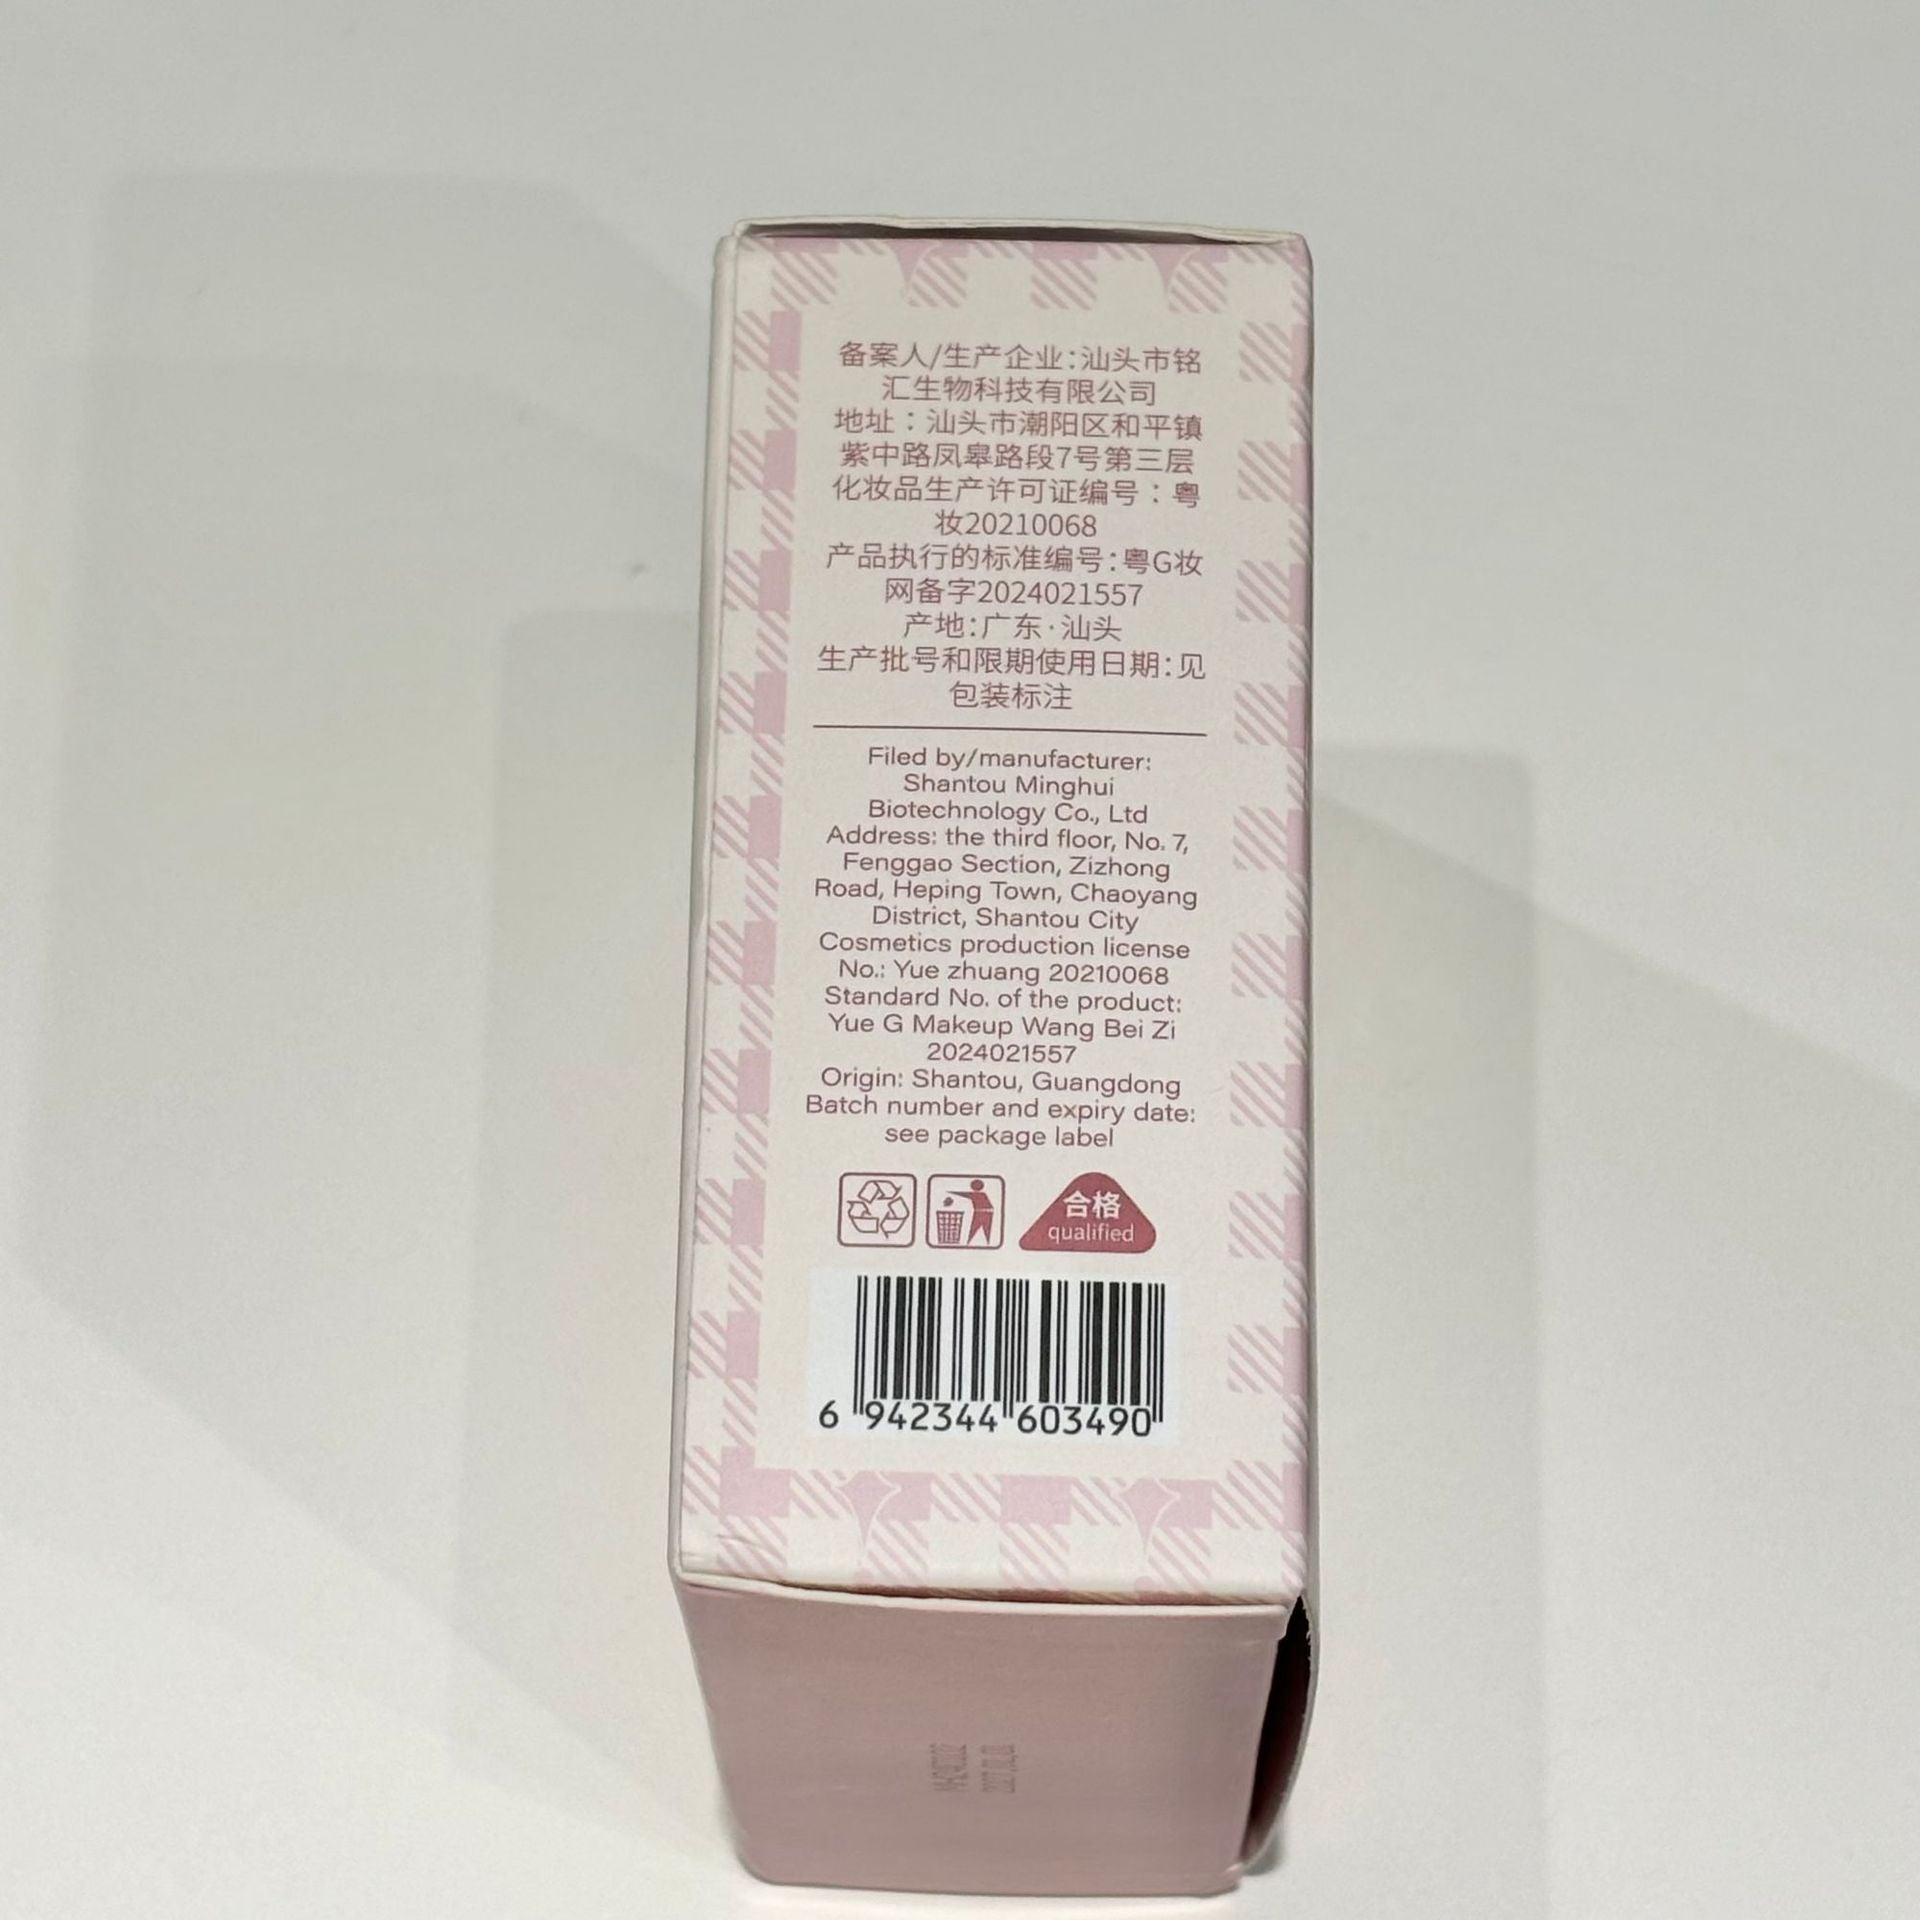 备案人/生产企业:汕头市铭
汇生物科技有限公司
地址：汕头市潮阳区和平镇
紫中路凤皋路段7号第三层
化妆品生产许可证编号：粤
妆20210068
产品执行的标准编号:粤G妆
网备字2024021557
产地:广东·汕头
生产批号和限期使用日期:见
包装标注
Filed by/manufacturer:
Shantou Minghui
Biotechnology Co., Ltd
Address: the third floor, No. 7,
Fenggao Section, Zizhong
Road, Heping Town, Chaoyang
District, Shantou City
Cosmetics production license
No.: Yue zhuang 20210068
Standard No. of the product:
Yue G Makeup Wang Bei Zi
2024021557
Origin: Shantou, Guangdong
Batch number and expiry date:
see package label
合格
qualified
6 942344 603490